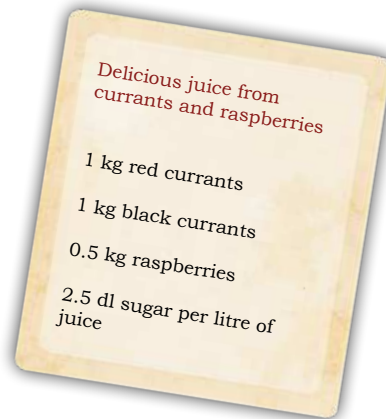 Delicious juice from
currants and raspberries
1 kg red currants
1 kg black currants
0.5 kg raspberries
2.5 dl sugar per litre of
juice